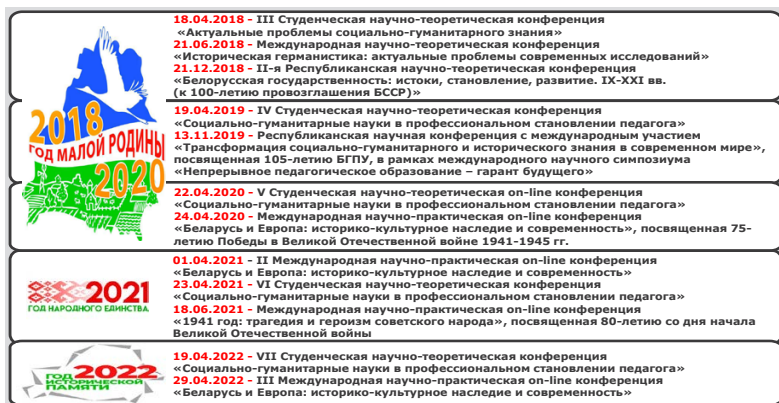 18.04.2018 - III Студенческая научно-теоретическая конференция
«Актуальные проблемы социально-гуманитарного знания»
21.06.2018 - Международная научно-теоретическая конференция
«Историческая германистика: актуальные проблемы современных исследований»
21.12.2018 - II-я Республиканская научно-теоретическая конференция
«Белорусская государственность: истоки, становление, развитие. IX-XXI вв.
(к 100-летию провозглашения БССР)»
2018
ГОД МАЛОЙ РОДИНЫ
2020
19.04.2019 - IV Студенческая научно-теоретическая конференция
«Социально-гуманитарные науки в профессиональном становлении педагога»
13.11.2019 - Республиканская научная конференция с международным участием
«Трансформация социально-гуманитарного и исторического знания в современном мире»,
посвященная 105-летию БГПУ, в рамках международного научного симпозиума
«Непрерывное педагогическое образование – гарант будущего»
22.04.2020 - V Студенческая научно-теоретическая on-line конференция
«Социально-гуманитарные науки в профессиональном становлении педагога»
24.04.2020 - Международная научно-практическая on-line конференция
«Беларусь и Европа: историко-культурное наследие и современность», посвященная 75-
летию Победы в Великой Отечественной войне 1941-1945 гг.
2021
ГОД НАРОДНОГО ЕДИНСТВА
01.04.2021 - II Международная научно-практическая on-line конференция
«Беларусь и Европа: историко-культурное наследие и современность»
23.04.2021 - VI Студенческая научно-теоретическая конференция
«Социально-гуманитарные науки в профессиональном становлении педагога»
18.06.2021 - Международная научно-практическая on-line конференция
«1941 год: трагедия и героизм советского народа», посвященная 80-летию со дня начала
Великой Отечественной войны
2022
ГОД
ИСТОРИЧЕСКОЙ
ПАМЯТИ
19.04.2022 - VII Студенческая научно-теоретическая конференция
«Социально-гуманитарные науки в профессиональном становлении педагога»
29.04.2022 - III Международная научно-практическая on-line конференция
«Беларусь и Европа: историко-культурное наследие и современность»